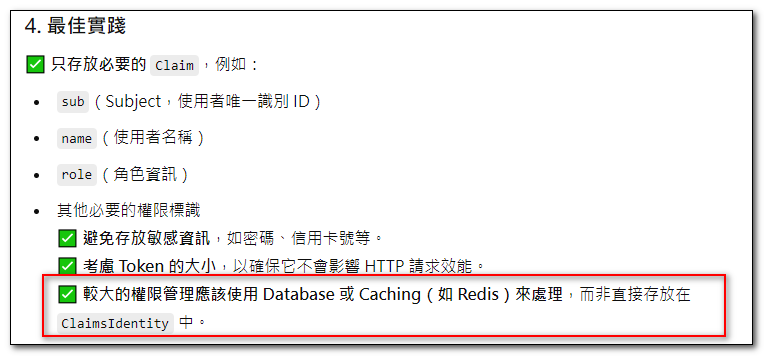 4. 最佳實踐
✅ 只存放必要的 Claim，例如：
• sub（Subject，使用者唯一識別 ID）
• name（使用者名稱）
• role（角色資訊）
• 其他必要的權限標識
✅ 避免存放敏感資訊，如密碼、信用卡號等。
✅ 考慮 Token 的大小，以確保它不會影響 HTTP 請求效能。
✅ 較大的權限管理應該使用 Database 或 Caching（如 Redis）來處理，而非直接存放在
ClaimsIdentity 中。